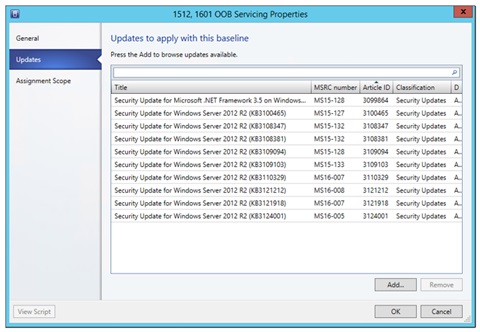 1512, 1601 OOB Servicing Properties
General
Updates
Assignment Scope
Updates to apply with this baseline
Press the Add to browse updates available.
Title MSRC number Article ID Classification D
Security Update for Microsoft .NET Framework 3.5 on Windows... MS15-128 3099864 Security Updates A...
Security Update for Windows Server 2012 R2 (KB3100465) MS15-127 3100465 Security Updates A...
Security Update for Windows Server 2012 R2 (KB3108347) MS15-132 3108347 Security Updates A...
Security Update for Windows Server 2012 R2 (KB3108381) MS15-132 3108381 Security Updates A...
Security Update for Windows Server 2012 R2 (KB3109094) MS15-128 3109094 Security Updates A...
Security Update for Windows Server 2012 R2 (KB3109103) MS15-133 3109103 Security Updates A...
Security Update for Windows Server 2012 R2 (KB3110329) MS16-007 3110329 Security Updates A...
Security Update for Windows Server 2012 R2 (KB3121212) MS16-008 3121212 Security Updates A...
Security Update for Windows Server 2012 R2 (KB3121918) MS16-007 3121918 Security Updates A...
Security Update for Windows Server 2012 R2 (KB3124001) MS16-005 3124001 Security Updates A...
Add... Remove
View Script OK Cancel